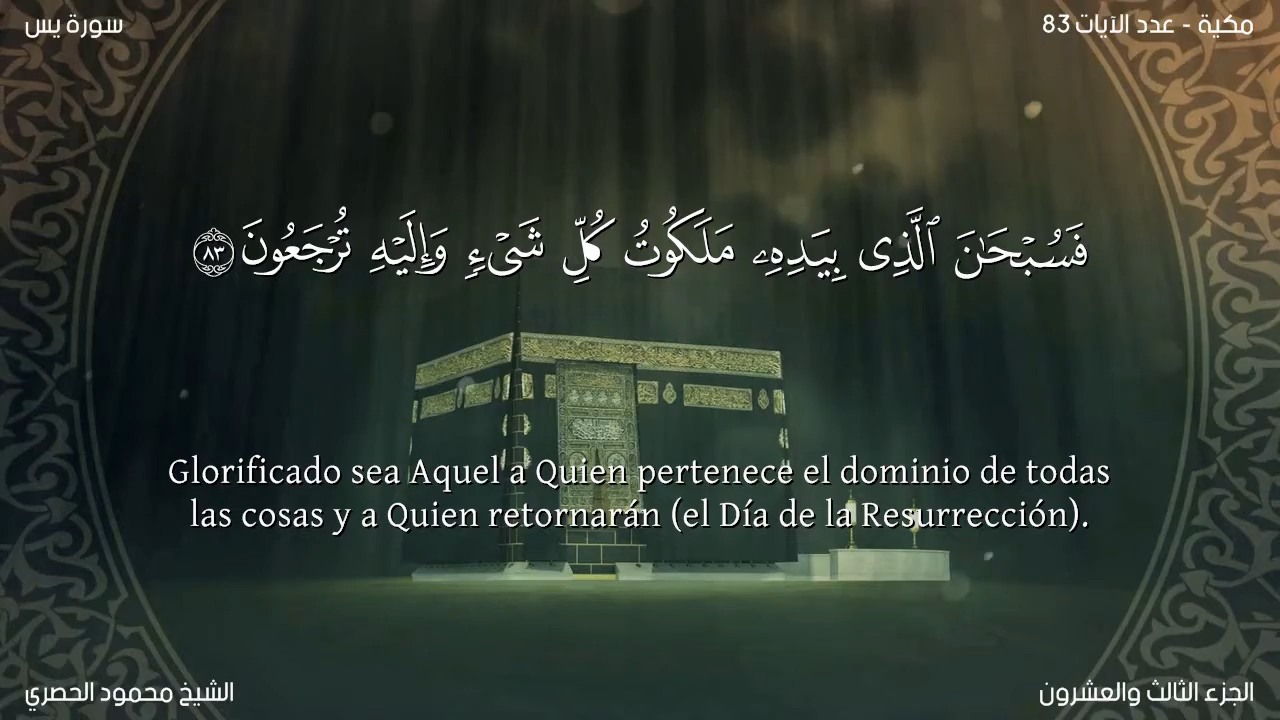 مكية - عدد الآيات 83
سورة يس
فَسُبْحَـٰنَ ٱلَّذِى بِيَدِهِۦ مَلَكُوتُ كُلِّ شَىْءٍ وَإِلَيْهِ تُرْجَعُونَ ۝٨٣
Glorificado sea Aquel a Quien pertenece el dominio de todas
las cosas y a Quien retornarán (el Día de la Resurrección).
الجزء الثالث والعشرون
الشيخ محمود الحصري